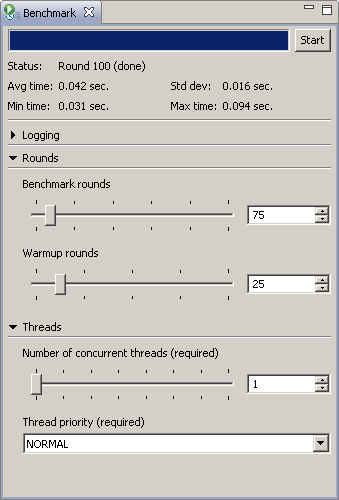 Benchmark
Start
Status: Round 100 (done)
Avg time: 0.042 sec. Std dev: 0.016 sec.
Min time: 0.031 sec. Max time: 0.094 sec.
Logging
Rounds
Benchmark rounds
75
Warmup rounds
25
Threads
Number of concurrent threads (required)
1
Thread priority (required)
NORMAL